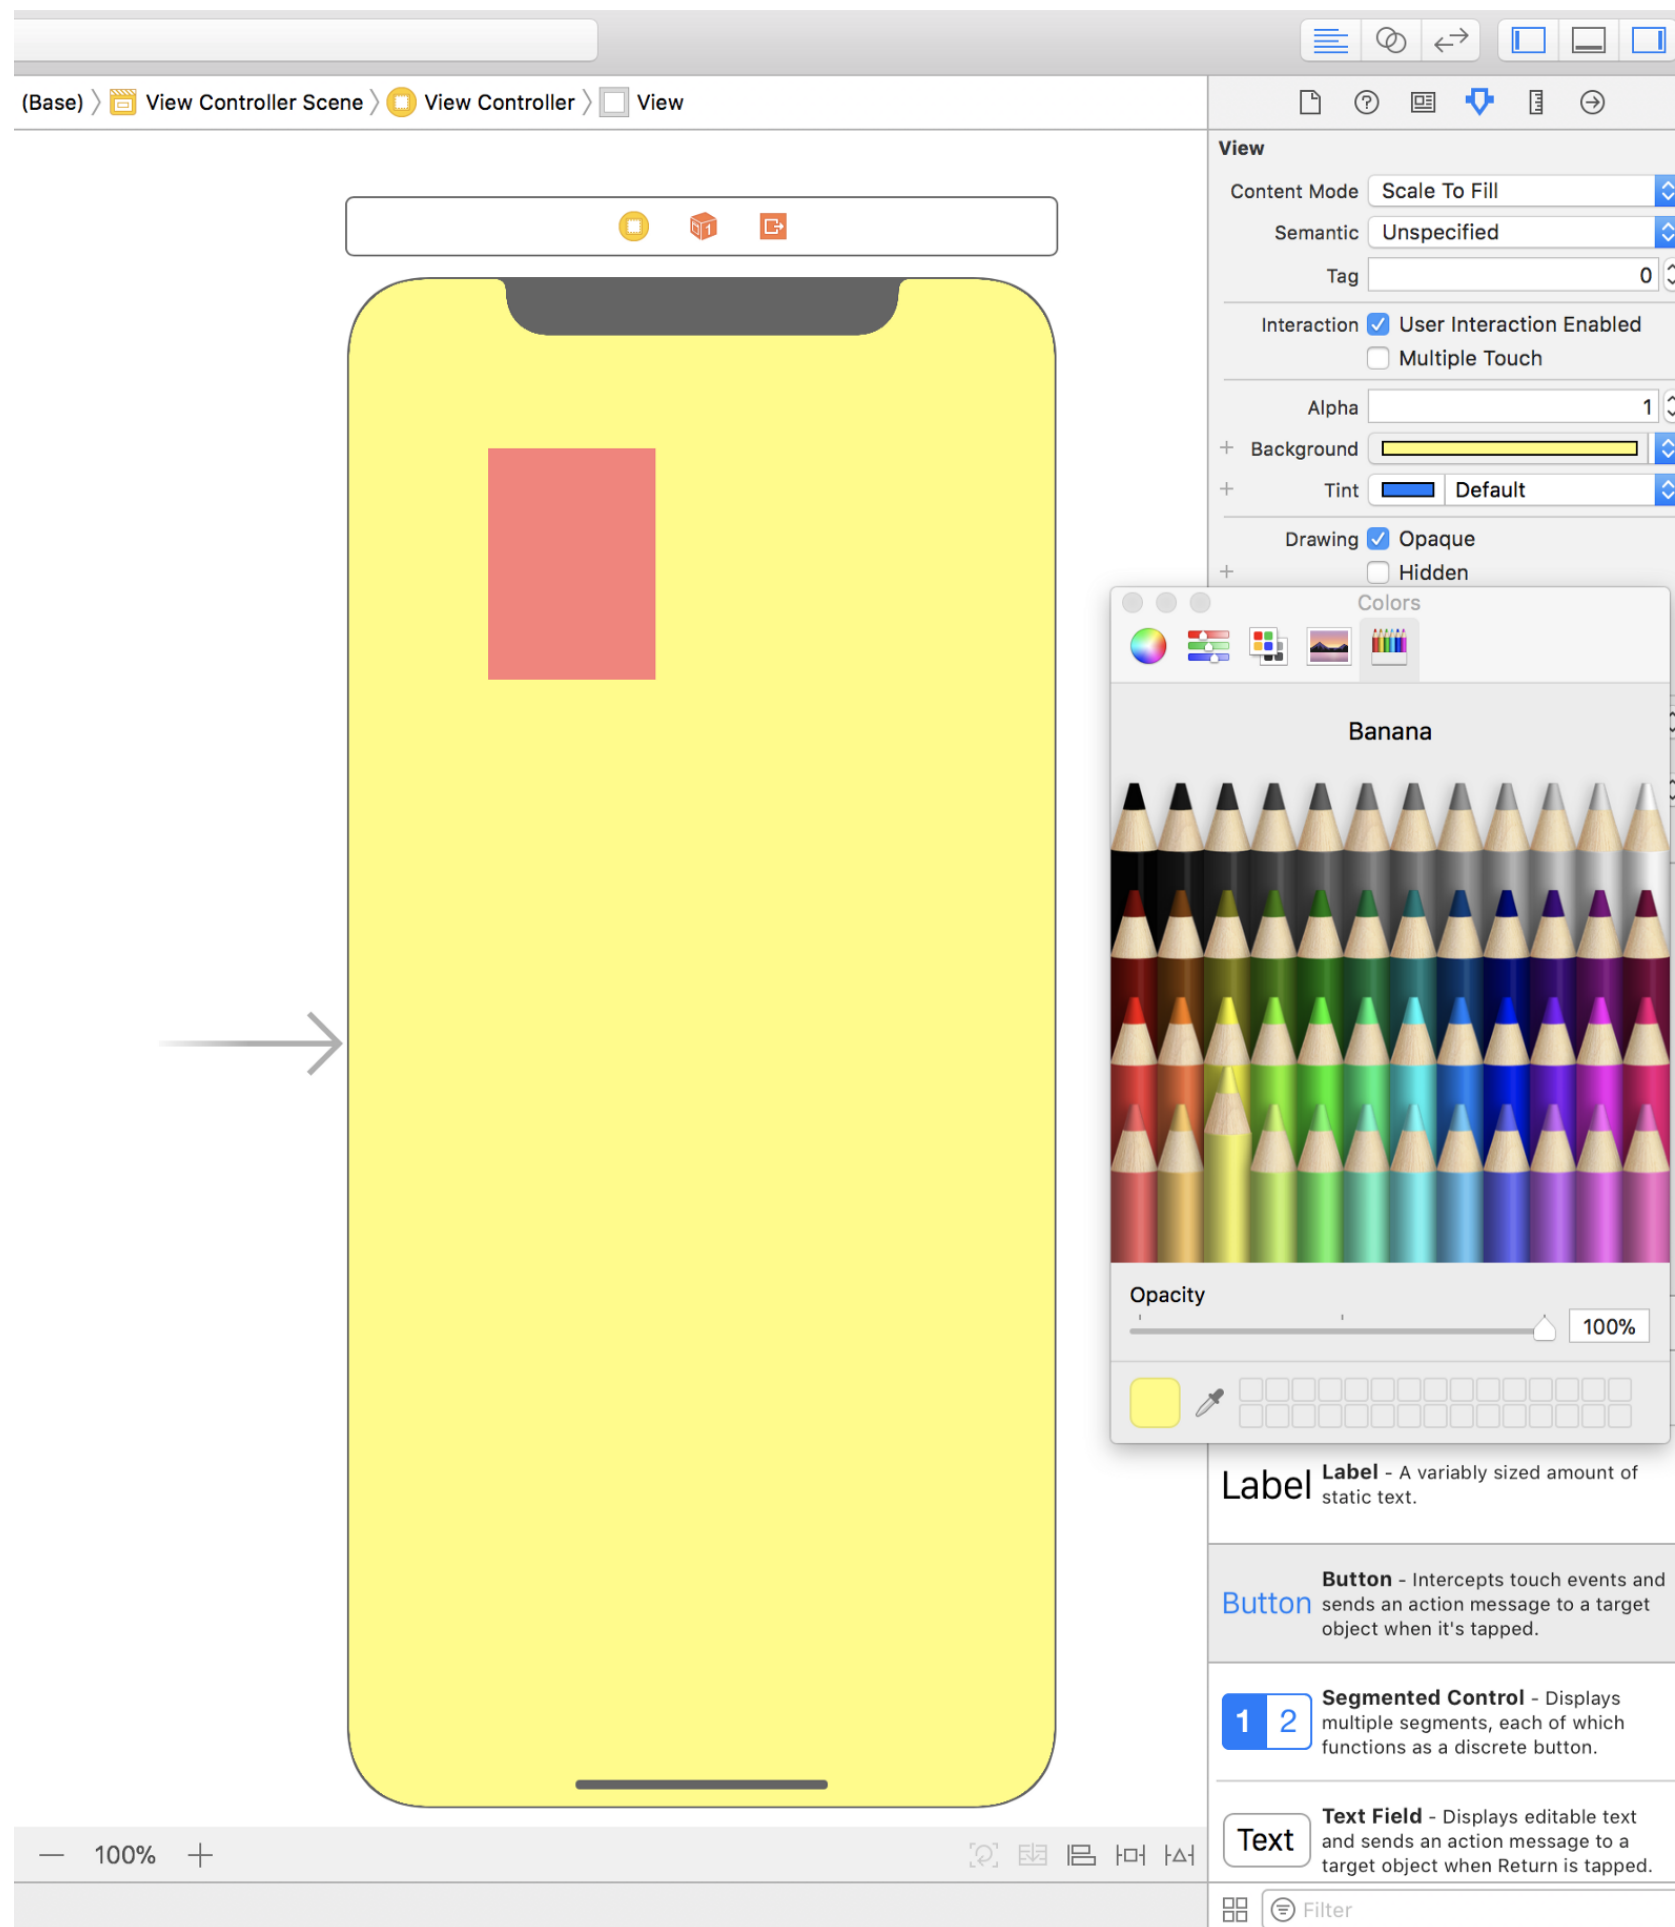 (Base) View Controller Scene View Controller View
View
Content Mode Scale To Fill
Semantic Unspecified
Tag 0
Interaction User Interaction Enabled
Multiple Touch
Alpha 1
+ Background
+ Tint Default
Drawing Opaque
+ Hidden
Colors
Banana
Opacity
100%
Label Label - A variably sized amount of
static text.
Button - Intercepts touch events and
Button sends an action message to a target
object when it's tapped.
Segmented Control - Displays
1 2 multiple segments, each of which
functions as a discrete button.
Text Field - Displays editable text
Text and sends an action message to a
target object when Return is tapped.
— 100% +
Filter